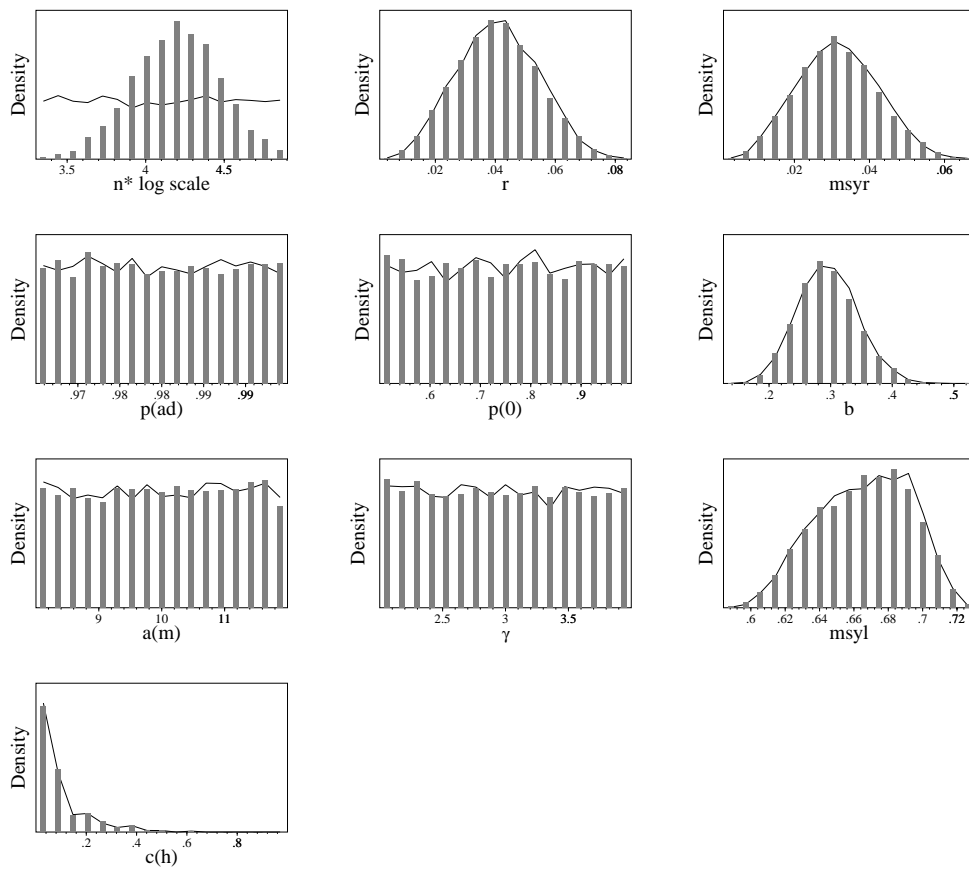 Density
3.5 4 4.5
n* log scale
Density
.02 .04 .06 .08
r
Density
.02 .04 .06
msyr
Density
.97 .98 .98 .99 .99
p(ad)
Density
.6 .7 .8 .9
p(0)
Density
.2 .3 .4 .5
b
Density
9 10 11
a(m)
Density
2.5 3 3.5
γ
Density
.6 .62 .64 .66 .68 .7 .72
msyl
Density
.2 .4 .6 .8
c(h)